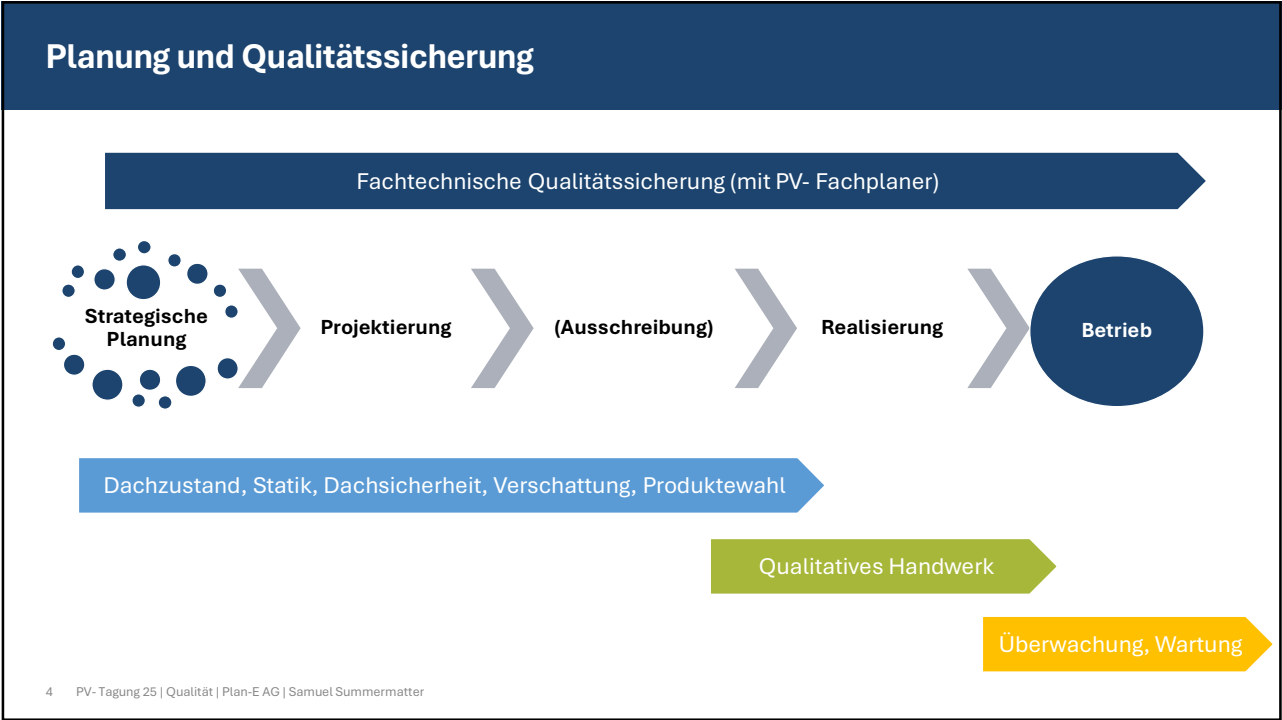 Planung und Qualitätssicherung
Fachtechnische Qualitätssicherung (mit PV- Fachplaner)
Strategische
Planung
Projektierung
(Ausschreibung)
Realisierung
Betrieb
Dachzustand, Statik, Dachsicherheit, Verschattung, Produktewahl
Qualitatives Handwerk
Überwachung, Wartung
4 PV- Tagung 25 | Qualität | Plan-E AG | Samuel Summermatter